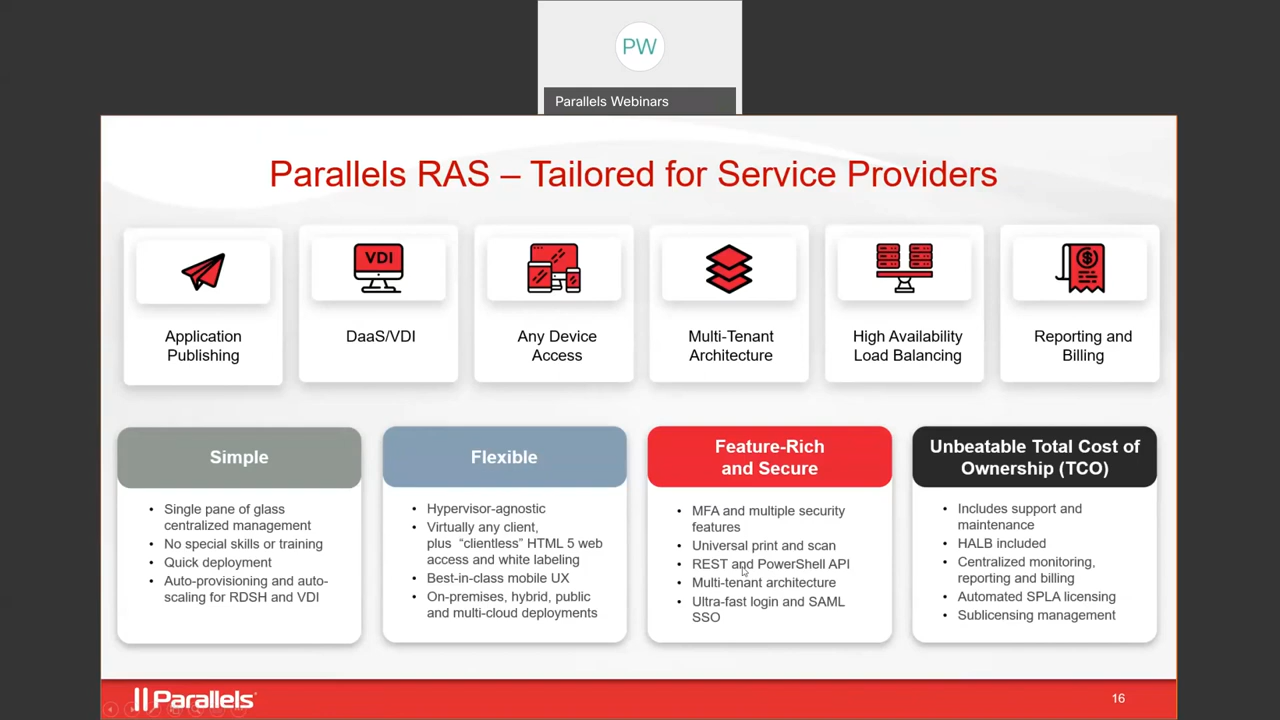 PW
Parallels Webinars
Parallels RAS – Tailored for Service Providers
VDI
$
Application
Publishing
DaaS/VDI
Any Device
Access
Multi-Tenant
Architecture
High Availability
Load Balancing
Reporting and
Billing
Simple
• Single pane of glass
centralized management
• No special skills or training
• Quick deployment
• Auto-provisioning and auto-
scaling for RDSH and VDI
Flexible
• Hypervisor-agnostic
• Virtually any client,
plus “clientless” HTML 5 web
access and white labeling
• Best-in-class mobile UX
• On-premises, hybrid, public
and multi-cloud deployments
Feature-Rich
and Secure
• MFA and multiple security
features
• Universal print and scan
• REST and PowerShell API
• Multi-tenant architecture
• Ultra-fast login and SAML
SSO
Unbeatable Total Cost of
Ownership (TCO)
• Includes support and
maintenance
• HALB included
• Centralized monitoring,
reporting and billing
• Automated SPLA licensing
• Sublicensing management
Parallels
16